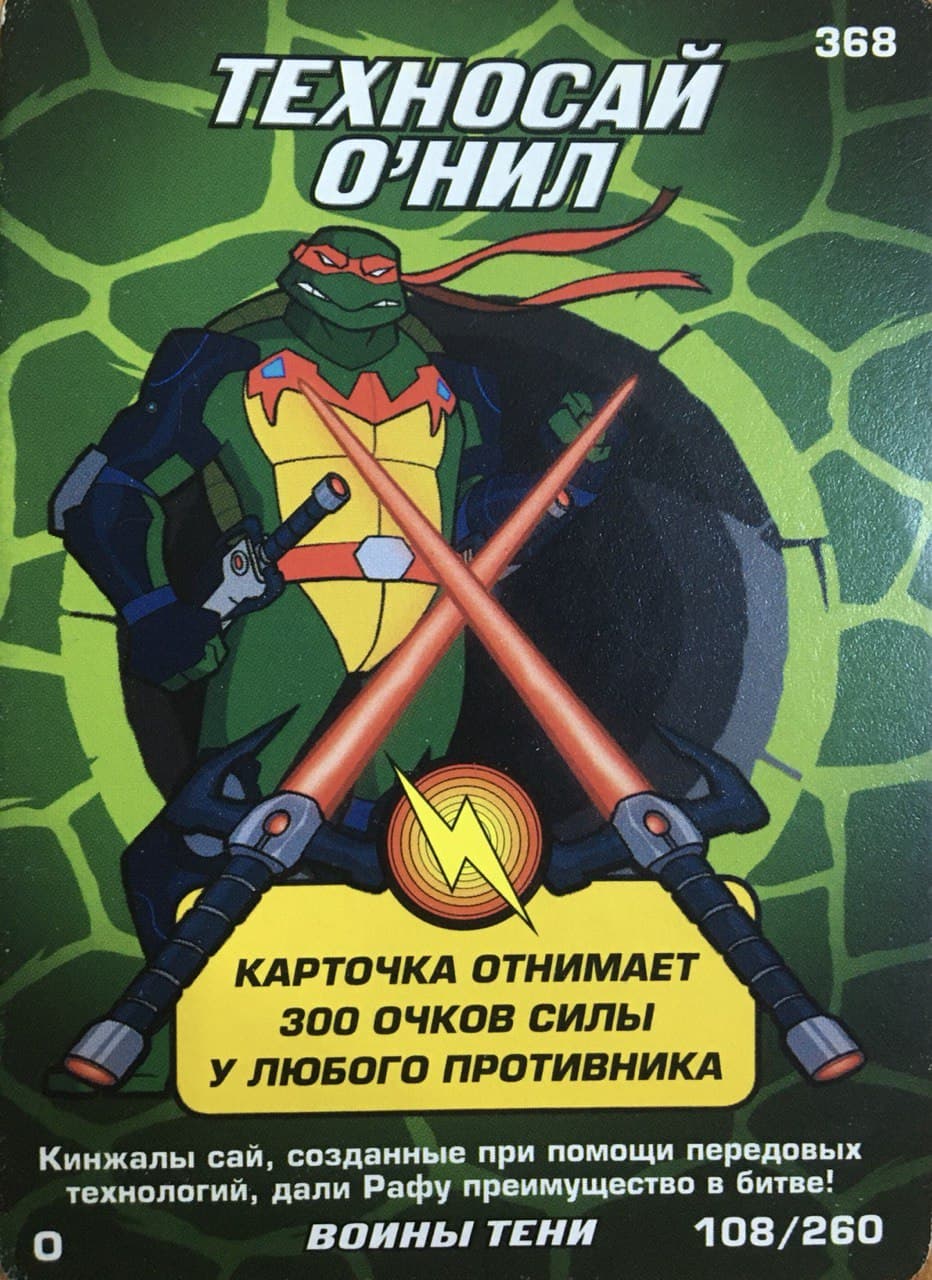 368
ТЕХНОСАЙ
О’НИЛ
КАРТОЧКА ОТНИМАЕТ
300 ОЧКОВ СИЛЫ
У ЛЮБОГО ПРОТИВНИКА
Кинжалы сай, созданные при помощи передовых
технологий, дали Рафу преимущество в битве!
О ВОИНЫ ТЕНИ 108/260